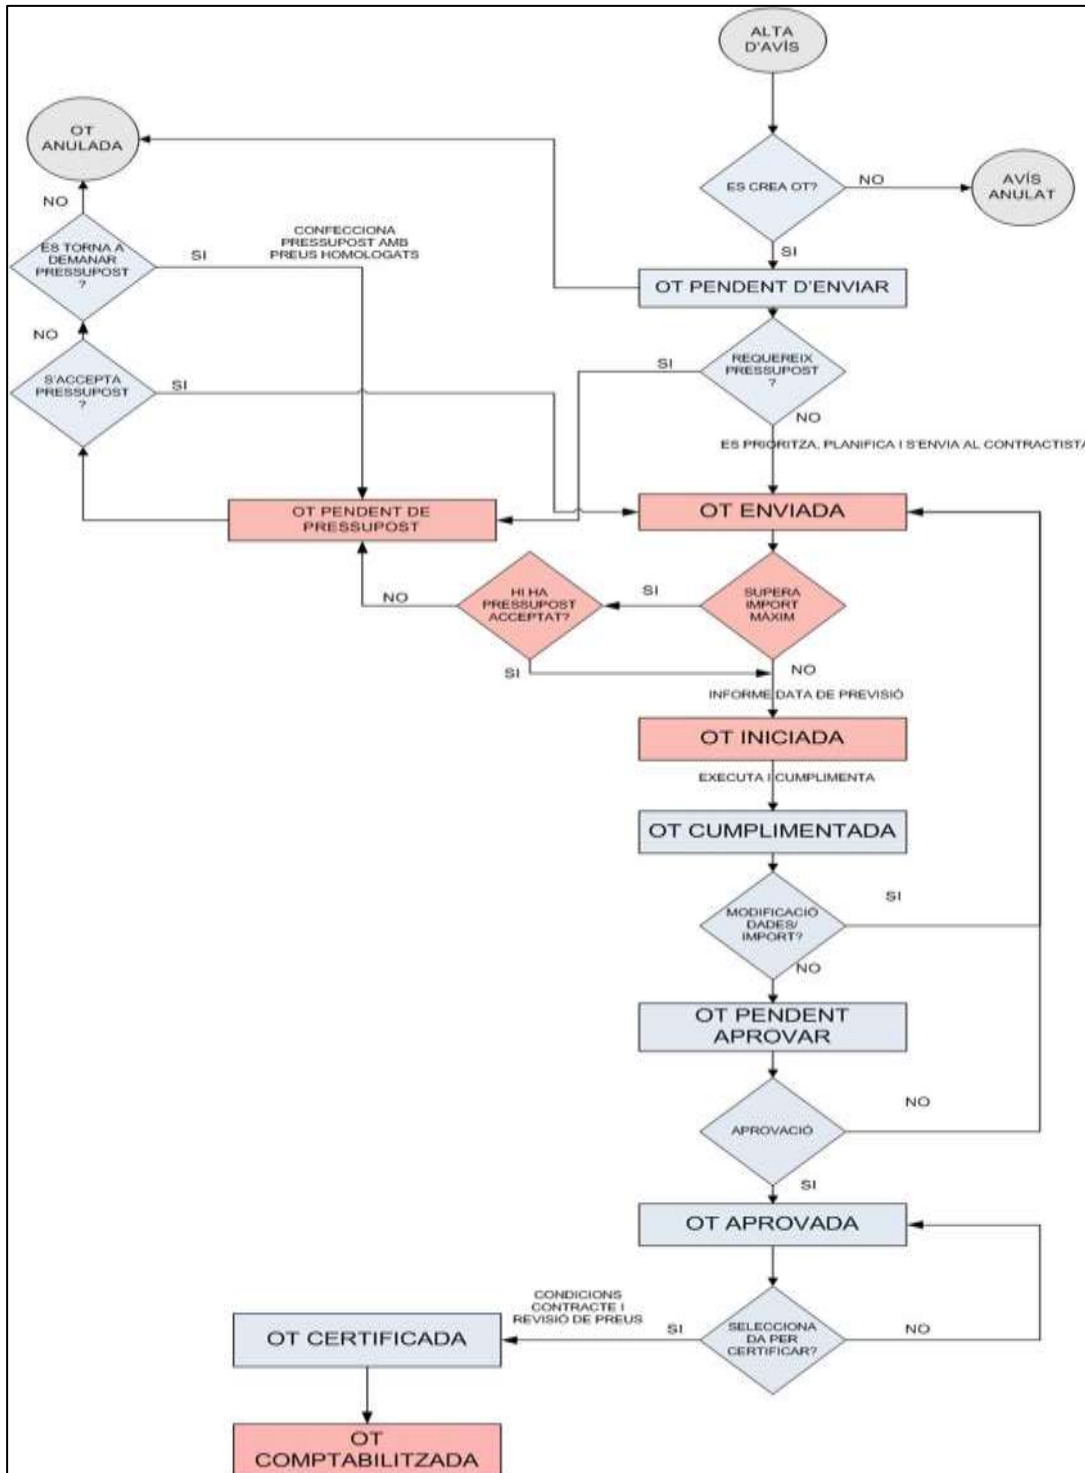 ALTA
D'AVÍS
OT
ANULADA
ES CREA OT?
NO
AVÍS
ANULAT
NO
SI
ES TORNA A
DEMANAR
PRESSUPOST
?
SI
CONFECCIONA
PRESSUPOST AMB
PREUS HOMOLOGATS
OT PENDENT D'ENVIAR
NO
S'ACCEPTA
PRESSUPOST
?
SI
SI
REQUEREIX
PRESSUPOST
?
NO
ES PRIORITZA, PLANIFICA I S'ENVIA AL CONTRACTISTA
OT PENDENT DE
PRESSUPOST
OT ENVIADA
NO
HI HA
PRESSUPOST
ACCEPTAT?
SI
SUPERA
IMPORT
MÀXIM
SI
NO
INFORME DATA DE PREVISIÓ
OT INICIADA
EXECUTA I CUMPLIMENTA
OT CUMPLIMENTADA
MODIFICACIÓ
DADES/
IMPORT?
SI
NO
OT PENDENT
APROVAR
APROVACIÓ
NO
SI
OT APROVADA
CONDICIONS
CONTRACTE I
REVISIÓ DE PREUS
OT CERTIFICADA
SI
SELECCIONA
DA PER
CERTIFICAR?
NO
OT
COMPTABILITZADA